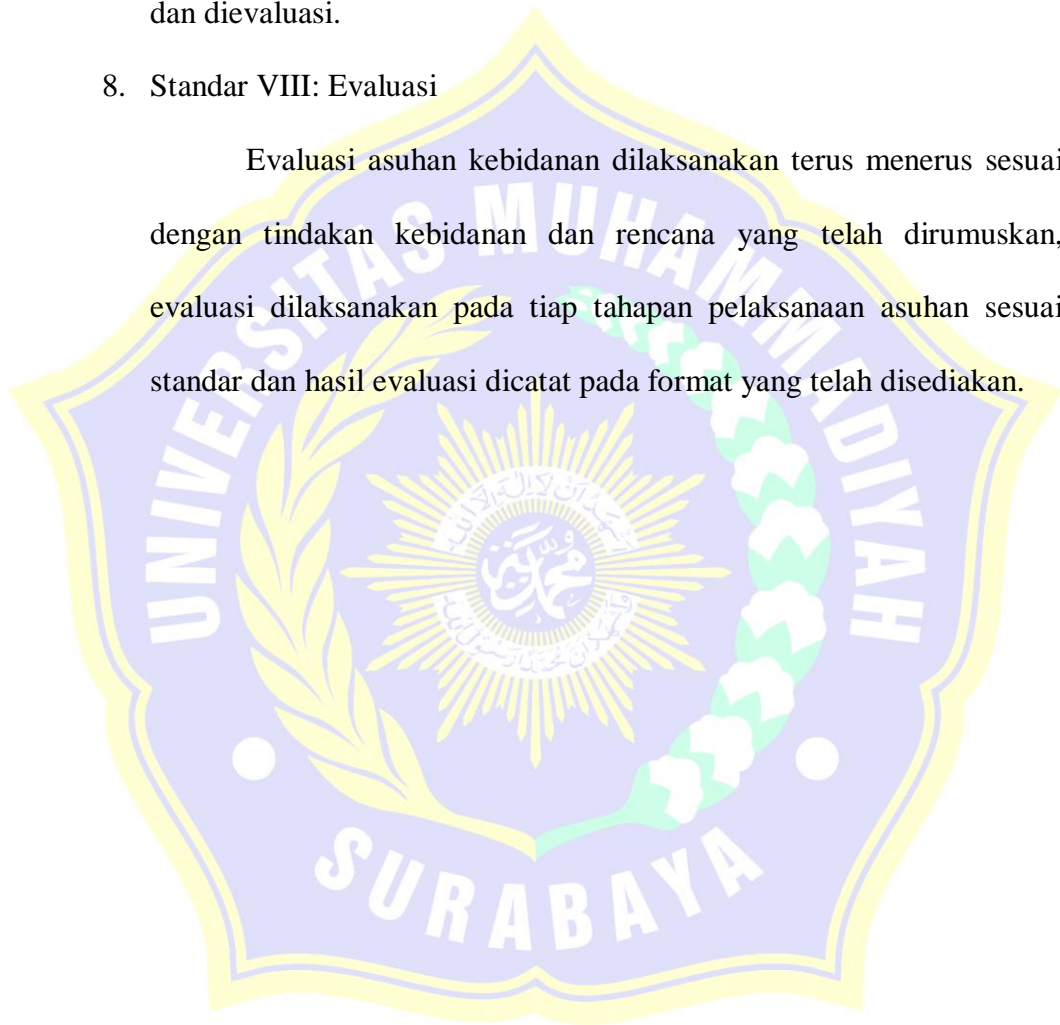 dan dievaluasi.
8. Standar VIII: Evaluasi
Evaluasi asuhan kebidanan dilaksanakan terus menerus sesuai
dengan tindakan kebidanan dan rencana yang telah dirumuskan,
evaluasi dilaksanakan pada tiap tahapan pelaksanaan asuhan sesuai
standar dan hasil evaluasi dicatat pada format yang telah disediakan.
UNIVERSITAS MUHAMMADIYAH
محمد
SURABAYA